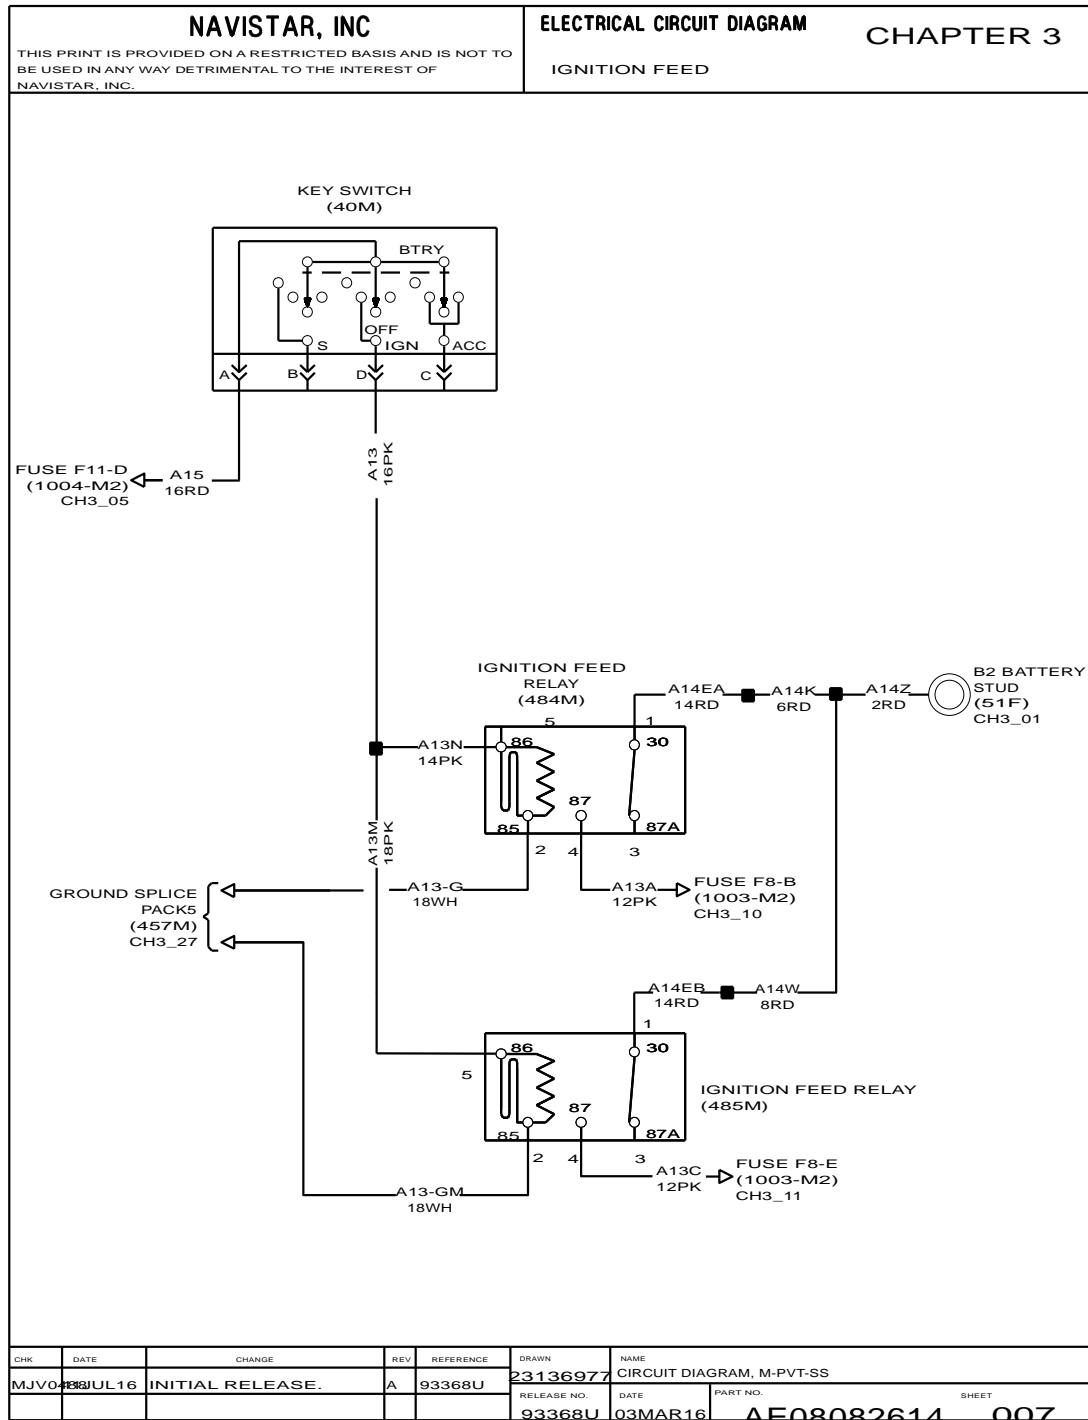 NAVISTAR, INC
THIS PRINT IS PROVIDED ON A RESTRICTED BASIS AND IS NOT TO
BE USED IN ANY WAY DETRIMENTAL TO THE INTEREST OF
NAVISTAR, INC.
ELECTRICAL CIRCUIT DIAGRAM
IGNITION FEED
CHAPTER 3
KEY SWITCH
(40M)
BTRY
OFF
S
IGN
ACC
A
B
D
C
A13
16PK
FUSE F11-D
(1004-M2)
CH3_05
A15
16RD
IGNITION FEED
RELAY
(484M)
A14EA
14RD
A14K
6RD
A14Z
2RD
B2 BATTERY
STUD
(51F)
CH3_01
5
1
86
30
A13N
14PK
87
85
87A
2
4
3
A13M
18PK
GROUND SPLICE
PACK5
(457M)
CH3_27
A13-G
18WH
A13A
12PK
FUSE F8-B
(1003-M2)
CH3_10
A14EB
14RD
A14W
8RD
1
86
30
5
IGNITION FEED RELAY
(485M)
87
85
87A
2
4
3
A13C
12PK
FUSE F8-E
(1003-M2)
CH3_11
A13-GM
18WH
CHK
DATE
CHANGE
REV
REFERENCE
DRAWN
NAME
JUL16
INITIAL RELEASE.
A
93368U
23136977
CIRCUIT DIAGRAM, M-PVT-SS
RELEASE NO.
DATE
PART NO.
SHEET
93368U
03MAR16
AE08082614
007